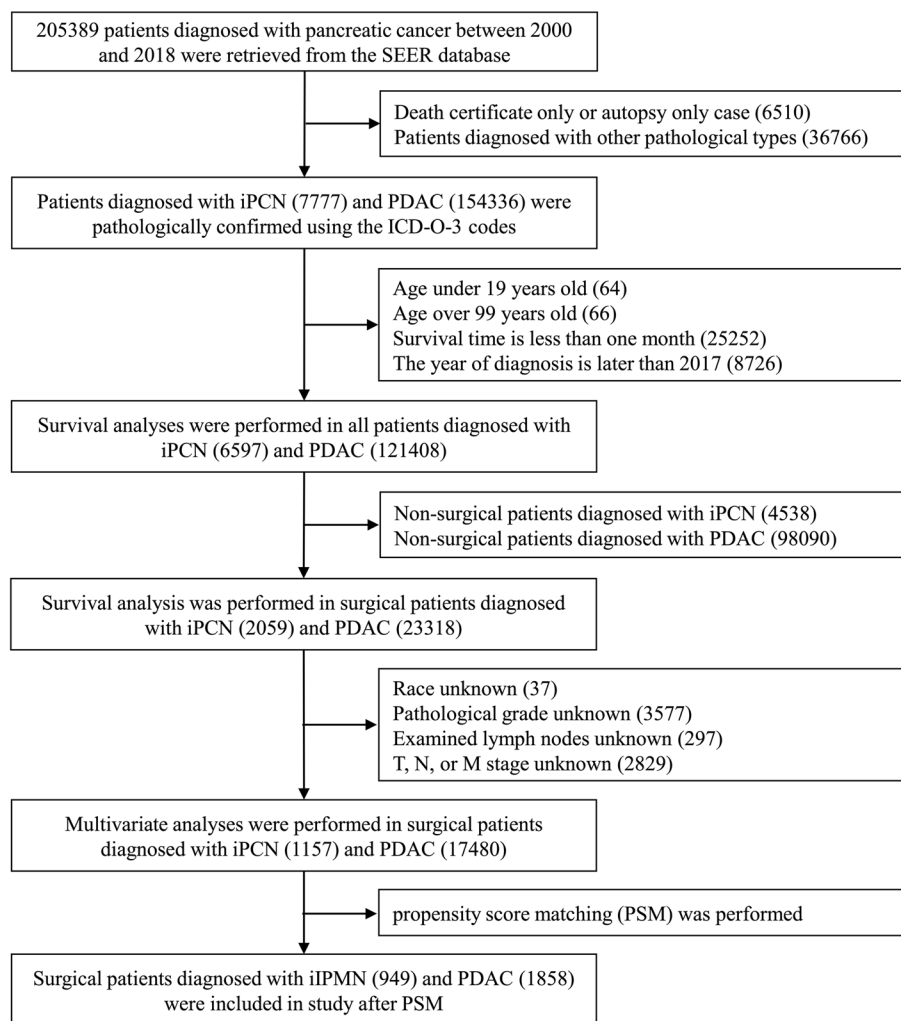 205389 patients diagnosed with pancreatic cancer between 2000
and 2018 were retrieved from the SEER database
Death certificate only or autopsy only case (6510)
Patients diagnosed with other pathological types (36766)
Patients diagnosed with iPCN (7777) and PDAC (154336) were
pathologically confirmed using the ICD-O-3 codes
Age under 19 years old (64)
Age over 99 years old (66)
Survival time is less than one month (25252)
The year of diagnosis is later than 2017 (8726)
Survival analyses were performed in all patients diagnosed with
iPCN (6597) and PDAC (121408)
Non-surgical patients diagnosed with iPCN (4538)
Non-surgical patients diagnosed with PDAC (98090)
Survival analysis was performed in surgical patients diagnosed
with iPCN (2059) and PDAC (23318)
Race unknown (37)
Pathological grade unknown (3577)
Examined lymph nodes unknown (297)
T, N, or M stage unknown (2829)
Multivariate analyses were performed in surgical patients
diagnosed with iPCN (1157) and PDAC (17480)
propensity score matching (PSM) was performed
Surgical patients diagnosed with iIPMN (949) and PDAC (1858)
were included in study after PSM